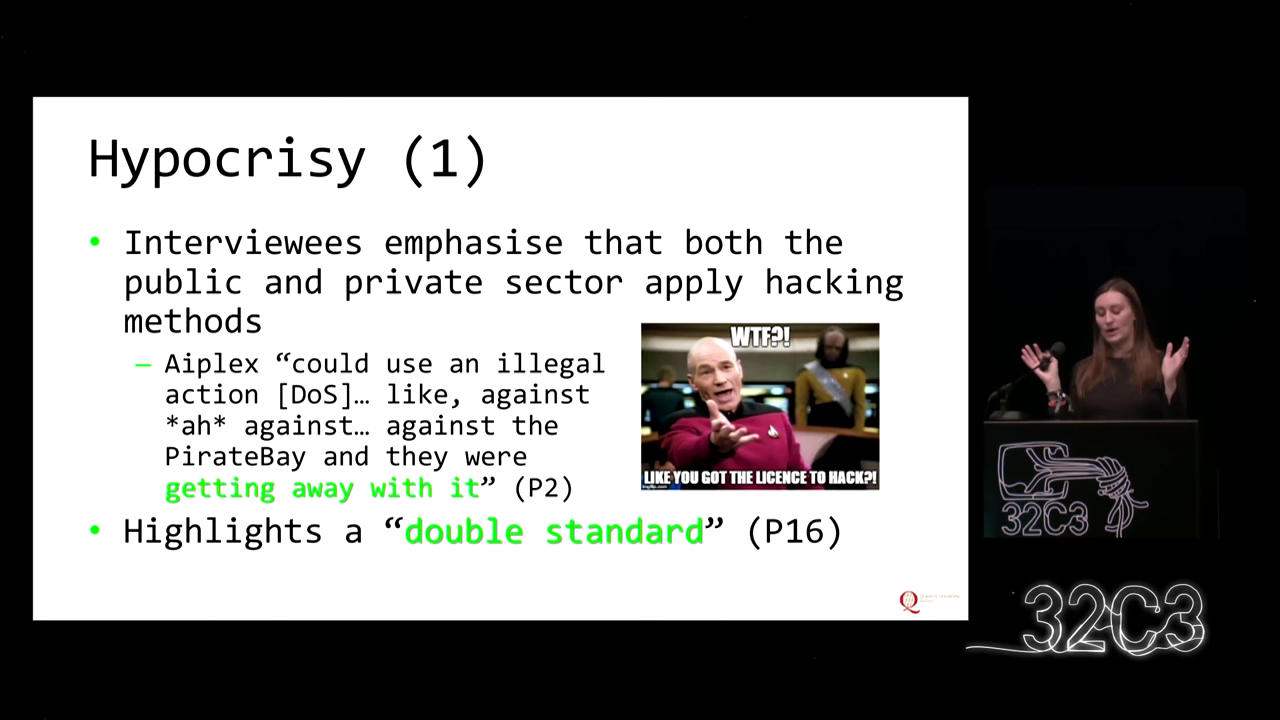 Hypocrisy (1)
• Interviewees emphasise that both the
public and private sector apply hacking
methods
– Aiplex “could use an illegal
action [DoS]… like, against
*ah* against… against the
PirateBay and they were
getting away with it” (P2)
WTF?!
LIKE YOU GOT THE LICENCE TO HACK?!
• Highlights a “double standard” (P16)
32C3
32C3